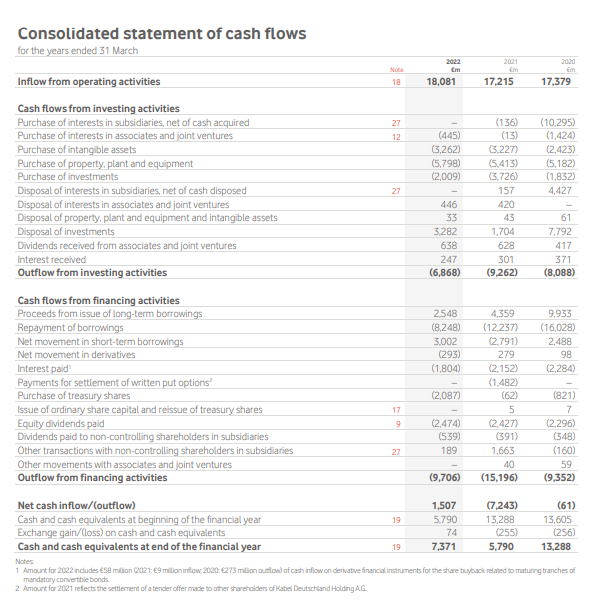 Consolidated statement of cash flows
for the years ended 31 March
2022 2021 2020
Note €m €m €m
Inflow from operating activities 18 18,081 17,215 17,379
Cash flows from investing activities
Purchase of interests in subsidiaries, net of cash acquired 27 – (136) (10,295)
Purchase of interests in associates and joint ventures 12 (445) (13) (1,424)
Purchase of intangible assets (3,262) (3,227) (2,423)
Purchase of property, plant and equipment (5,798) (5,413) (5,182)
Purchase of investments (2,009) (3,726) (1,832)
Disposal of interests in subsidiaries, net of cash disposed 27 – 157 4,427
Disposal of interests in associates and joint ventures 446 420 –
Disposal of property, plant and equipment and intangible assets 33 43 61
Disposal of investments 3,282 1,704 7,792
Dividends received from associates and joint ventures 638 628 417
Interest received 247 301 371
Outflow from investing activities (6,868) (9,262) (8,088)
Cash flows from financing activities
Proceeds from issue of long-term borrowings 2,548 4,359 9,933
Repayment of borrowings (8,248) (12,237) (16,028)
Net movement in short-term borrowings 3,002 (2,791) 2,488
Net movement in derivatives (293) 279 98
Interest paid¹ (1,804) (2,152) (2,284)
Payments for settlement of written put options² – (1,482) –
Purchase of treasury shares (2,087) (62) (821)
Issue of ordinary share capital and reissue of treasury shares 17 – 5 7
Equity dividends paid 9 (2,474) (2,427) (2,296)
Dividends paid to non-controlling shareholders in subsidiaries (539) (391) (348)
Other transactions with non-controlling shareholders in subsidiaries 27 189 1,663 (160)
Other movements with associates and joint ventures – 40 59
Outflow from financing activities (9,706) (15,196) (9,352)
Net cash inflow/(outflow) 1,507 (7,243) (61)
Cash and cash equivalents at beginning of the financial year 19 5,790 13,288 13,605
Exchange gain/(loss) on cash and cash equivalents 74 (255) (256)
Cash and cash equivalents at end of the financial year 19 7,371 5,790 13,288
Notes:
1 Amount for 2022 includes €58 million (2021: €9 million inflow; 2020: €273 million outflow) of cash inflow on derivative financial instruments for the share buyback related to maturing tranches of
mandatory convertible bonds.
2 Amount for 2021 reflects the settlement of a tender offer made to other shareholders of Kabel Deutschland Holding A.G.